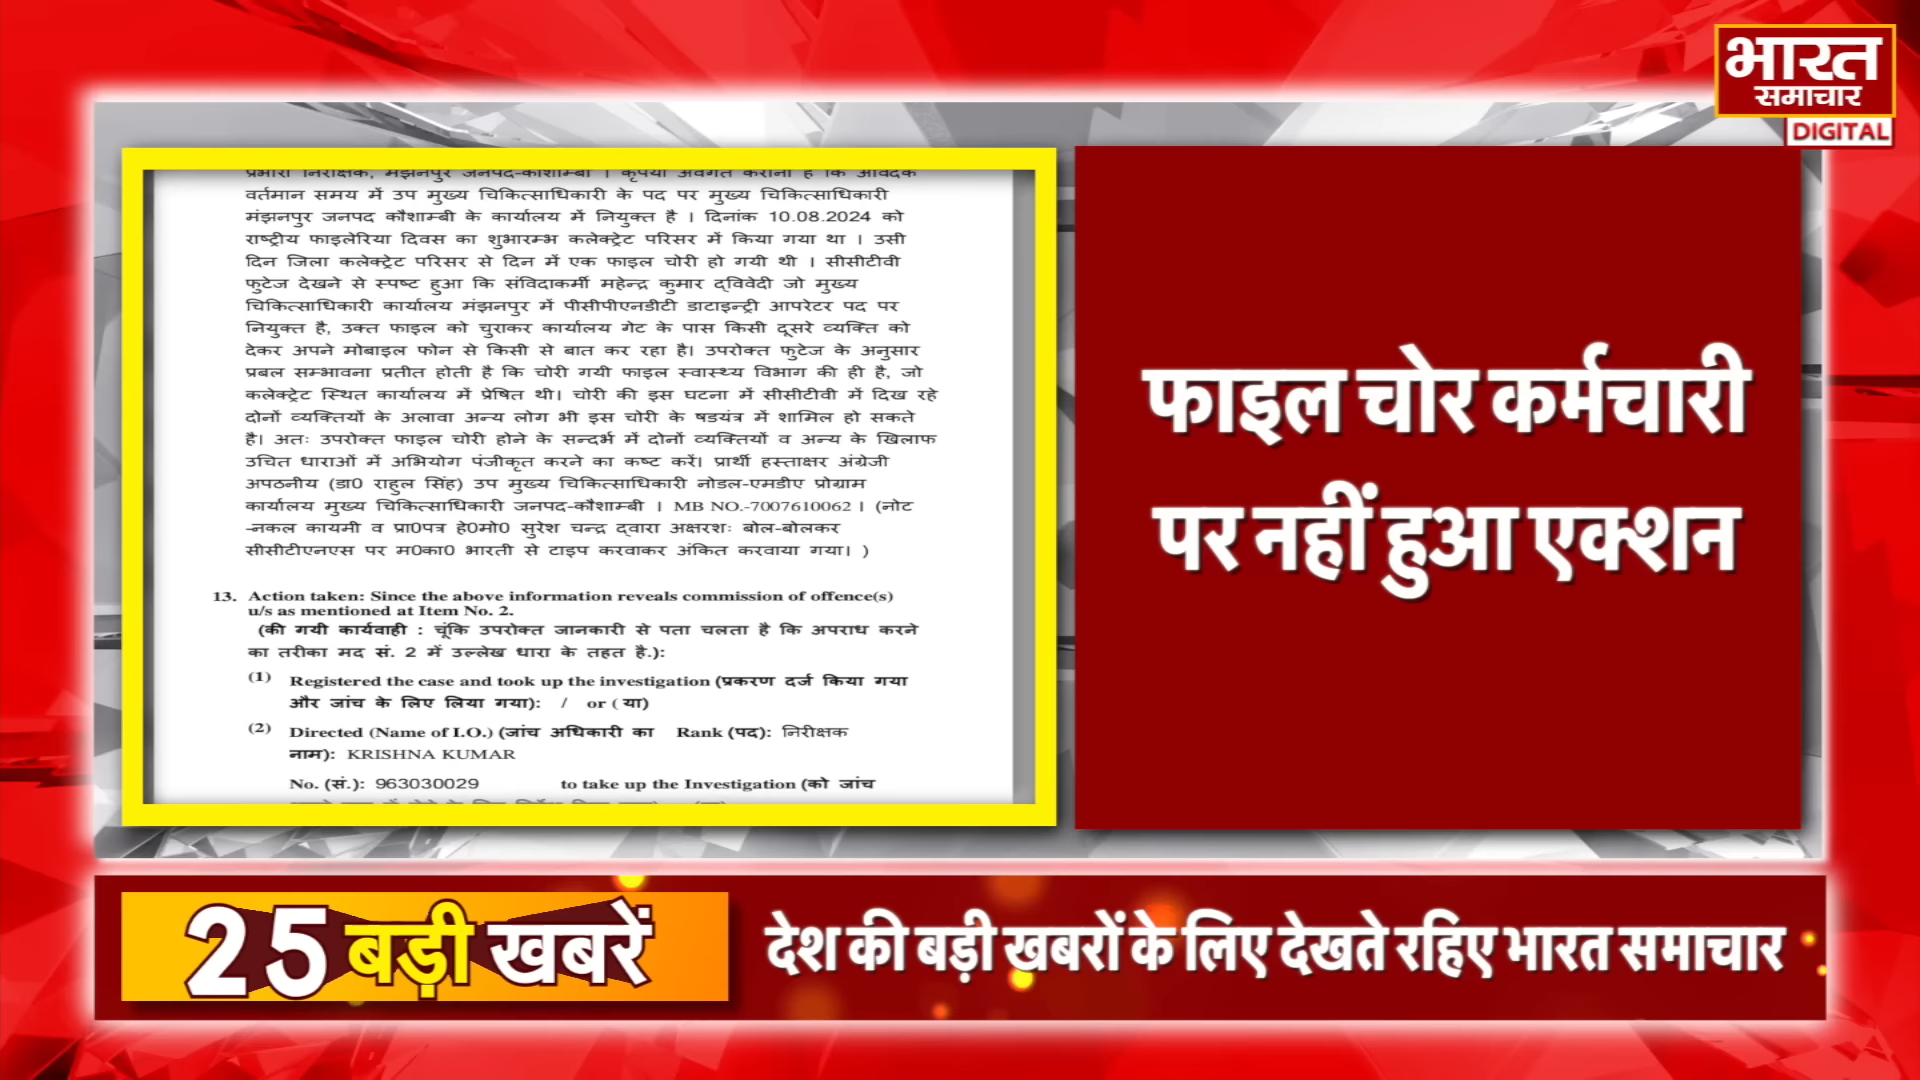 भारत
समाचार
DIGITAL
प्रभारी निरीक्षक, मंझनपुर जनपद-कौशाम्बी । कृपया अवगत कराना है कि आवेदक
वर्तमान समय में उप मुख्य चिकित्साधिकारी के पद पर मुख्य चिकित्साधिकारी
मंझनपुर जनपद कौशाम्बी के कार्यालय में नियुक्त है । दिनांक 10.08.2024 को
राष्ट्रीय फाइलेरिया दिवस का शुभारम्भ कलेक्ट्रेट परिसर में किया गया था । उसी
दिन जिला कलेक्ट्रेट परिसर से दिन में एक फाइल चोरी हो गयी थी । सीसीटीवी
फुटेज देखने से स्पष्ट हुआ कि संविदाकर्मी महेन्द्र कुमार द्विवेदी जो मुख्य
चिकित्साधिकारी कार्यालय मंझनपुर में पीसीपीएनडीटी डाटाइन्ट्री आपरेटर पद पर
नियुक्त है, उक्त फाइल को चुराकर कार्यालय गेट के पास किसी दूसरे व्यक्ति को
देकर अपने मोबाइल फोन से किसी से बात कर रहा है। उपरोक्त फुटेज के अनुसार
प्रबल सम्भावना प्रतीत होती है कि चोरी गयी फाइल स्वास्थ्य विभाग की ही है, जो
कलेक्ट्रेट स्थित कार्यालय में प्रेषित थी। चोरी की इस घटना में सीसीटीवी में दिख रहे
दोनों व्यक्तियों के अलावा अन्य लोग भी इस चोरी के षडयंत्र में शामिल हो सकते
है। अतः उपरोक्त फाइल चोरी होने के सन्दर्भ में दोनों व्यक्तियों व अन्य के खिलाफ
उचित धाराओं में अभियोग पंजीकृत करने का कष्ट करें। प्रार्थी हस्ताक्षर अंग्रेजी
अपठनीय (डा0 राहुल सिंह) उप मुख्य चिकित्साधिकारी नोडल-एमडीए प्रोग्राम
कार्यालय मुख्य चिकित्साधिकारी जनपद-कौशाम्बी । MB NO.-7007610062 । (नोट
-नकल कायमी व प्रा0पत्र हे0मो0 सुरेश चन्द्र द्वारा अक्षरशः बोल-बोलकर
सीसीटीएनएस पर म0का0 भारती से टाइप करवाकर अंकित करवाया गया। )
13. Action taken: Since the above information reveals commission of offence(s)
u/s as mentioned at Item No. 2.
(की गयी कार्यवाही : चूंकि उपरोक्त जानकारी से पता चलता है कि अपराध करने
का तरीका मद सं. 2 में उल्लेख धारा के तहत है.):
(1) Registered the case and took up the investigation (प्रकरण दर्ज किया गया
और जांच के लिए लिया गया): / or ( या)
(2) Directed (Name of I.O.) (जांच अधिकारी का Rank (पद): निरीक्षक
नाम): KRISHNA KUMAR
No. (सं.): 963030029 to take up the Investigation (को जांच
फाइल चोर कर्मचारी
पर नहीं हुआ एक्शन
25 बड़ी खबरें
देश की बड़ी खबरों के लिए देखते रहिए भारत समाचार